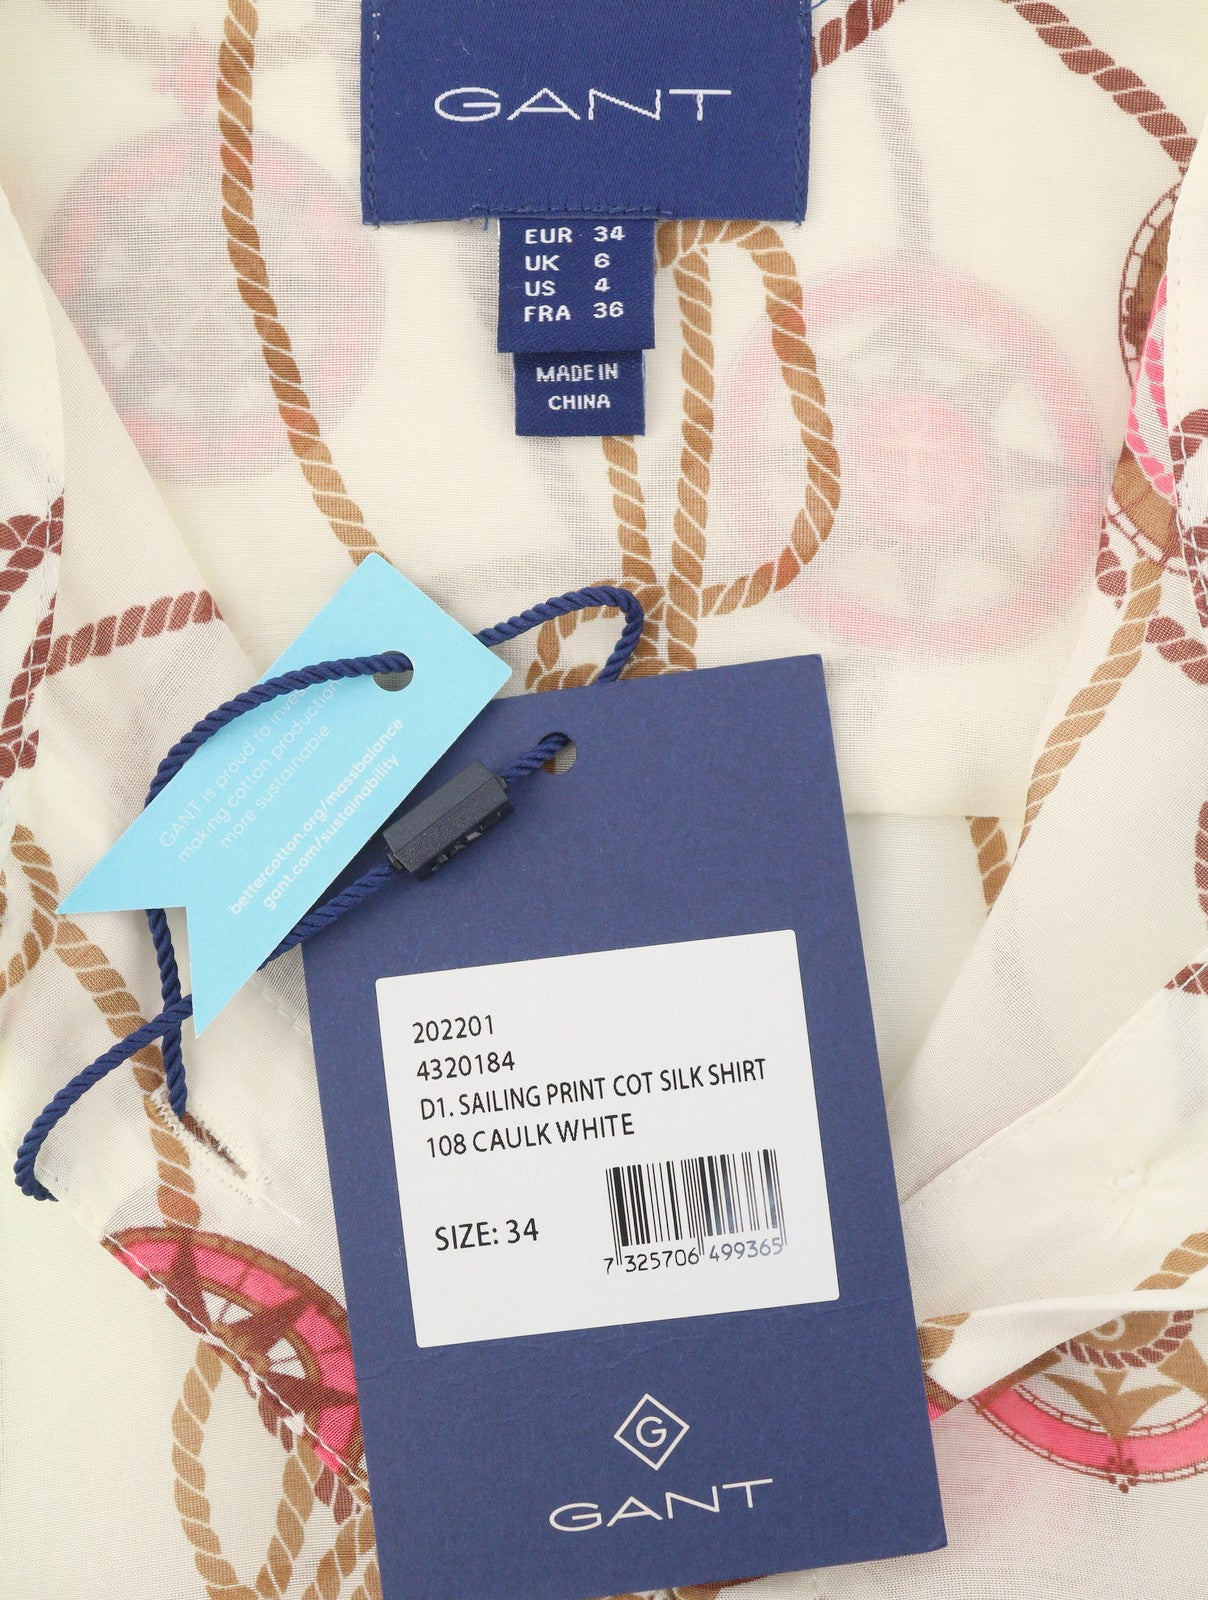 GANT
EUR 34
UK 6
US 4
FRA 36
MADE IN
CHINA
GANT is proud to
making cotton production
more sustainable
bettercotton.org/massbalance
gant.com/sustainability
202201
4320184
D1. SAILING PRINT COT SILK SHIRT
108 CAULK WHITE
SIZE: 34
7 325706 499365
G
GANT